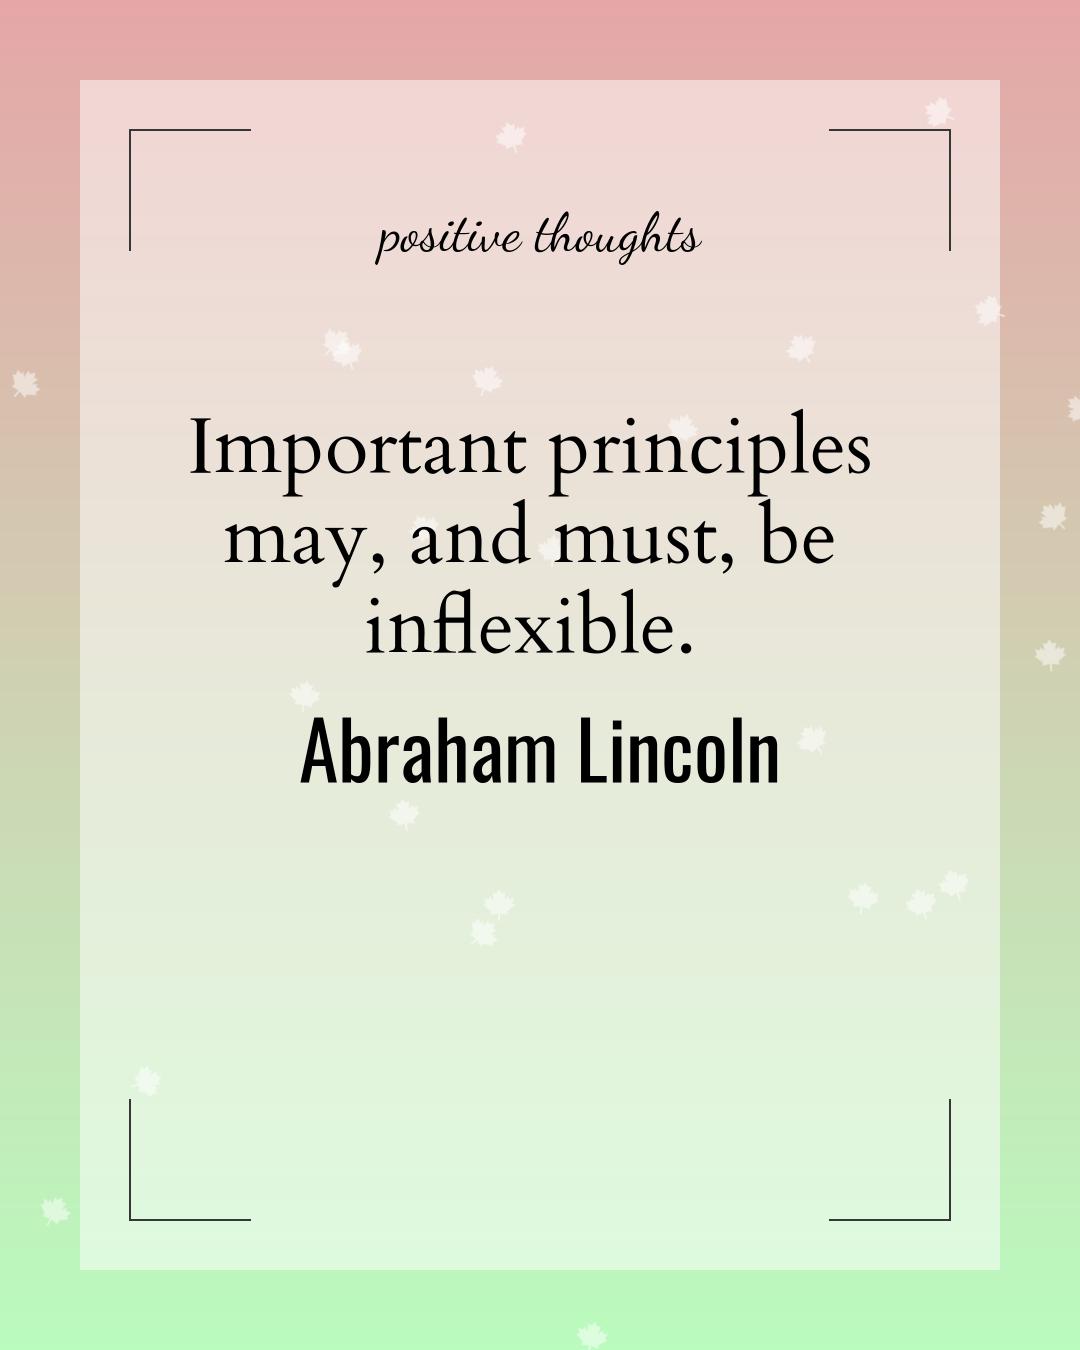 positive thoughts
Important principles
may, and must, be
inflexible.
Abraham Lincoln